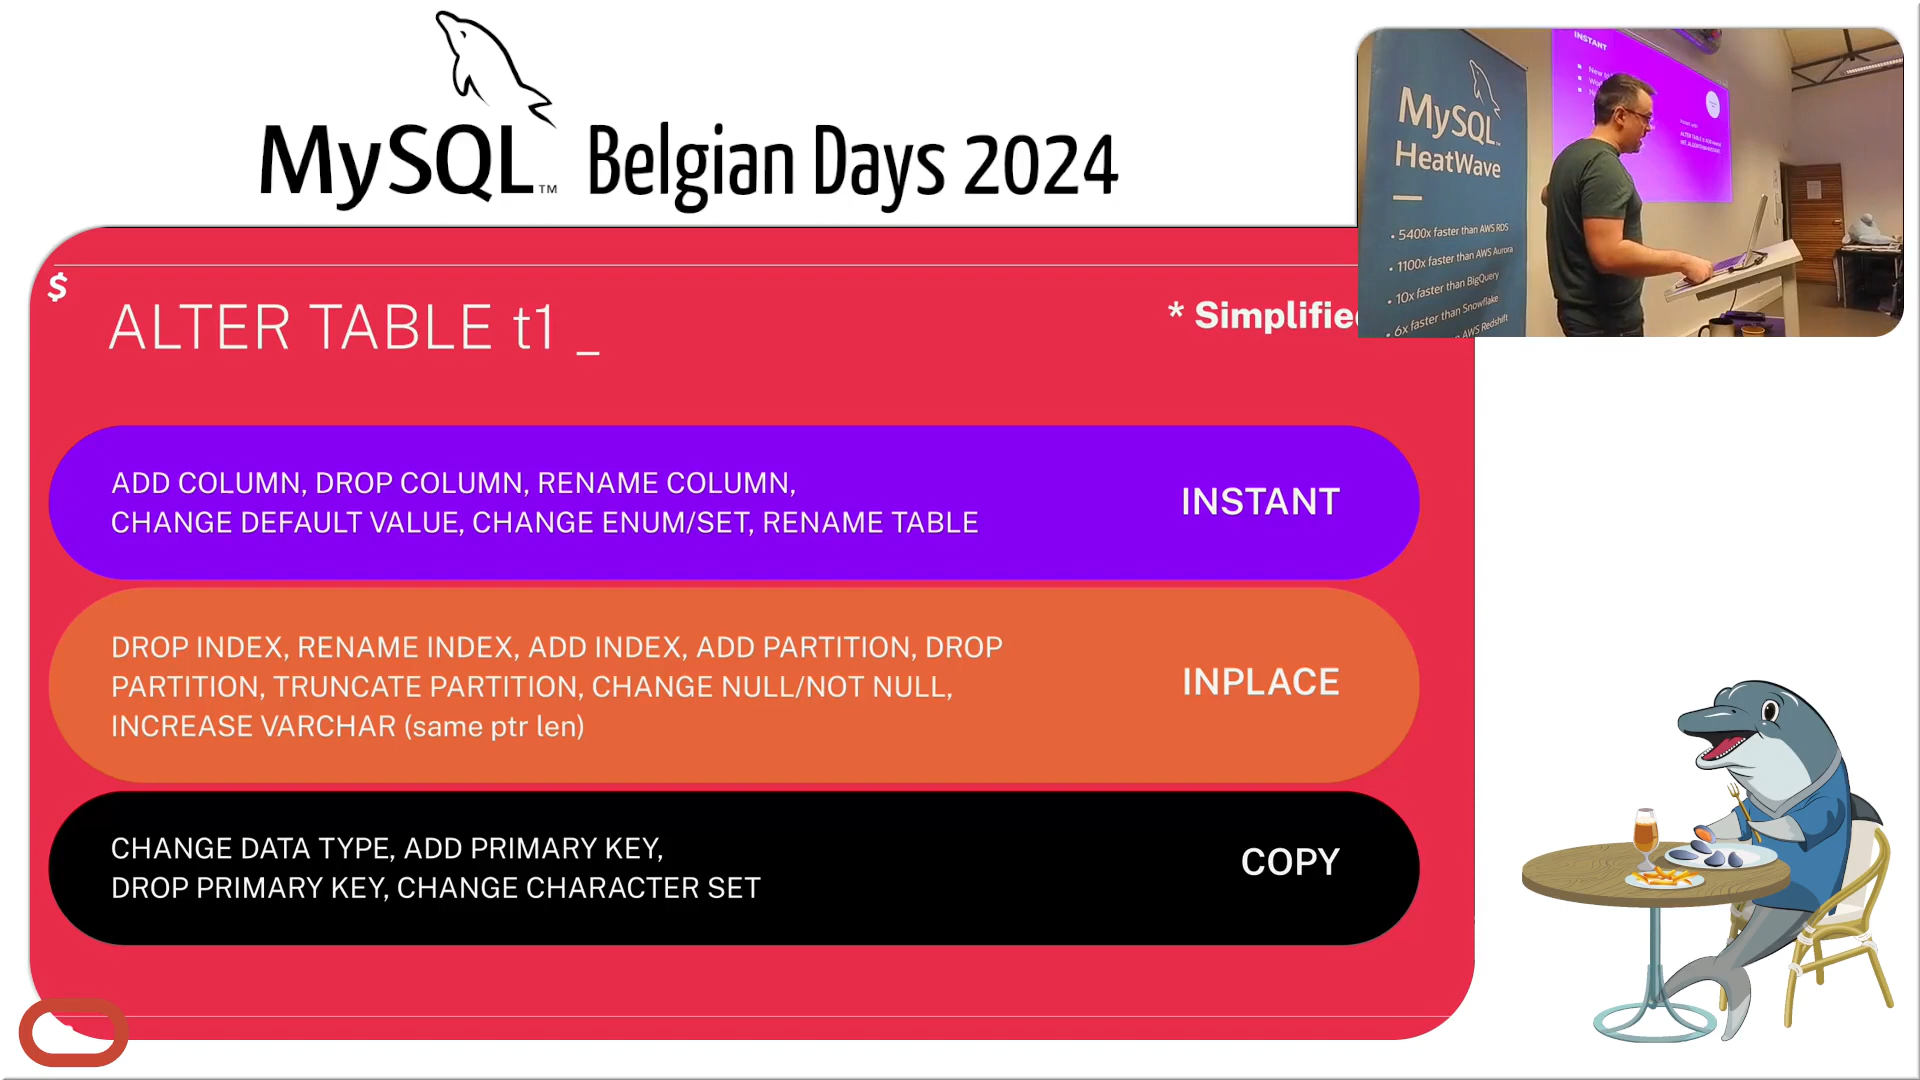 MySQL™ Belgian Days 2024
$
ALTER TABLE t1 _
* Simplifie
ADD COLUMN, DROP COLUMN, RENAME COLUMN,
CHANGE DEFAULT VALUE, CHANGE ENUM/SET, RENAME TABLE
INSTANT
DROP INDEX, RENAME INDEX, ADD INDEX, ADD PARTITION, DROP
PARTITION, TRUNCATE PARTITION, CHANGE NULL/NOT NULL,
INCREASE VARCHAR (same ptr len)
INPLACE
CHANGE DATA TYPE, ADD PRIMARY KEY,
DROP PRIMARY KEY, CHANGE CHARACTER SET
COPY
MySQL™
HeatWave
• 5400x faster than AWS RDS
• 1100x faster than AWS Aurora
• 10x faster than BigQuery
• 6x faster than Snowflake
AWS Redshift
INSTANT